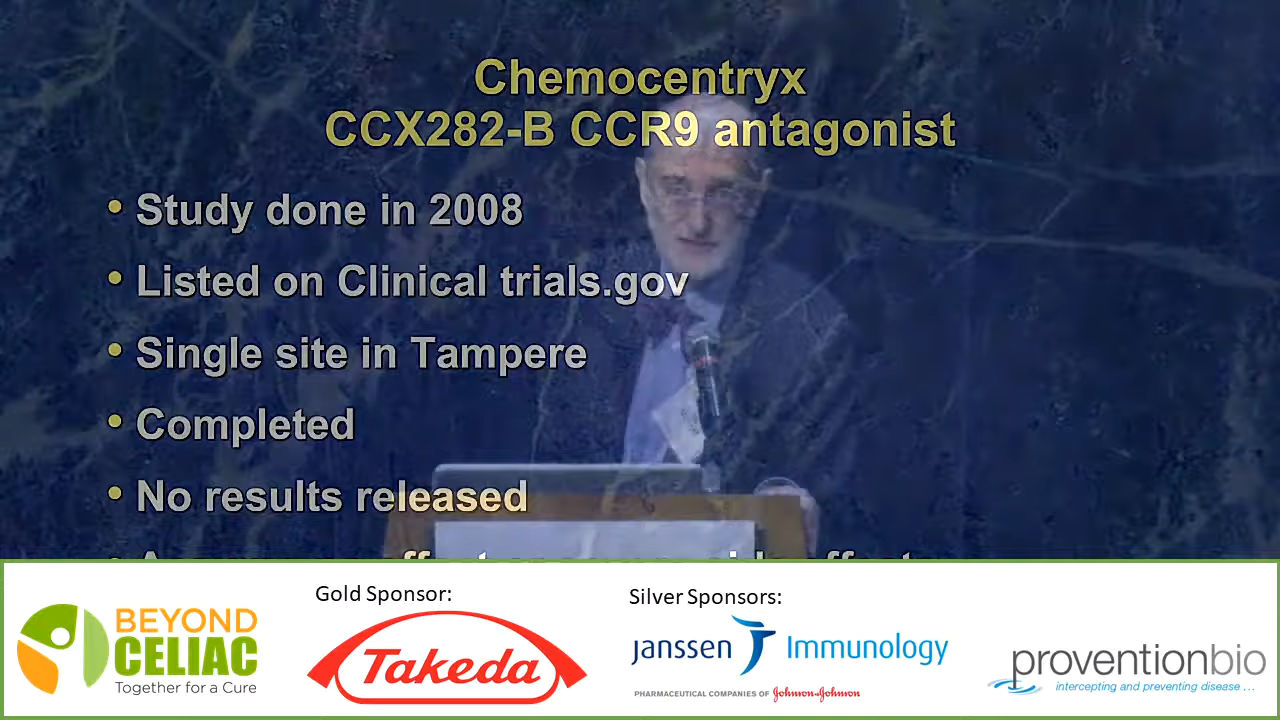 Chemocentryx
CCX282-B CCR9 antagonist
• Study done in 2008
• Listed on Clinical trials.gov
• Single site in Tampere
• Completed
• No results released
BEYOND
CELIAC
Together for a Cure
Gold Sponsor:
Takeda
Silver Sponsors:
janssen Immunology
PHARMACEUTICAL COMPANIES OF Johnson & Johnson
proventionbio
intercepting and preventing disease ...